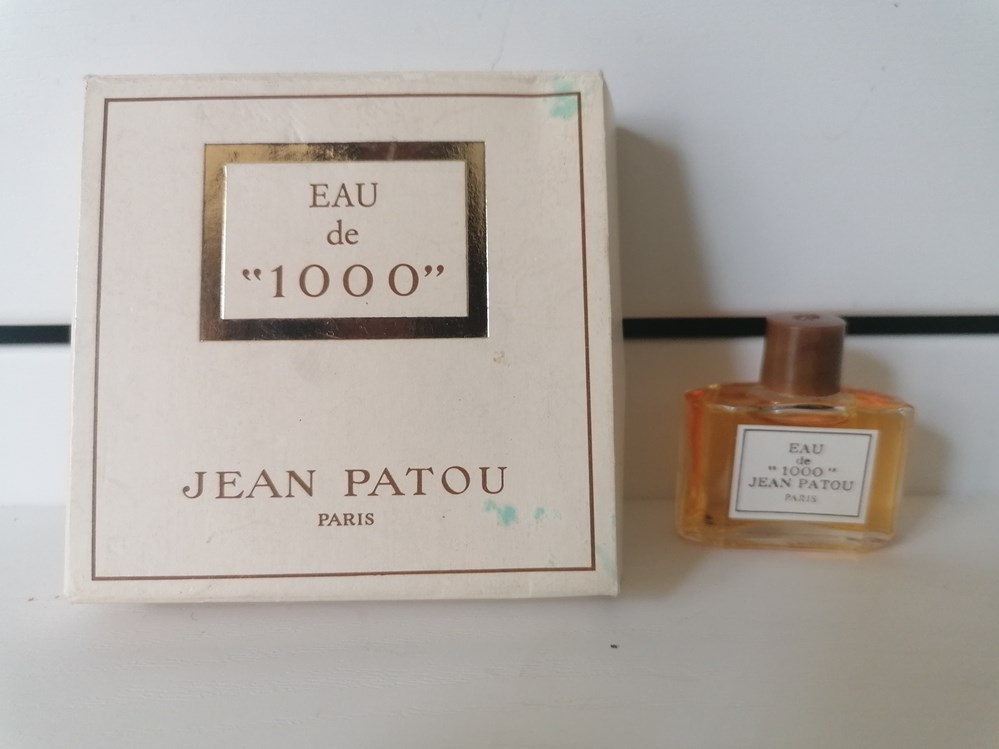 EAU
de
“1000”
JEAN PATOU
PARIS
EAU
de
"1000"
JEAN PATOU
PARIS